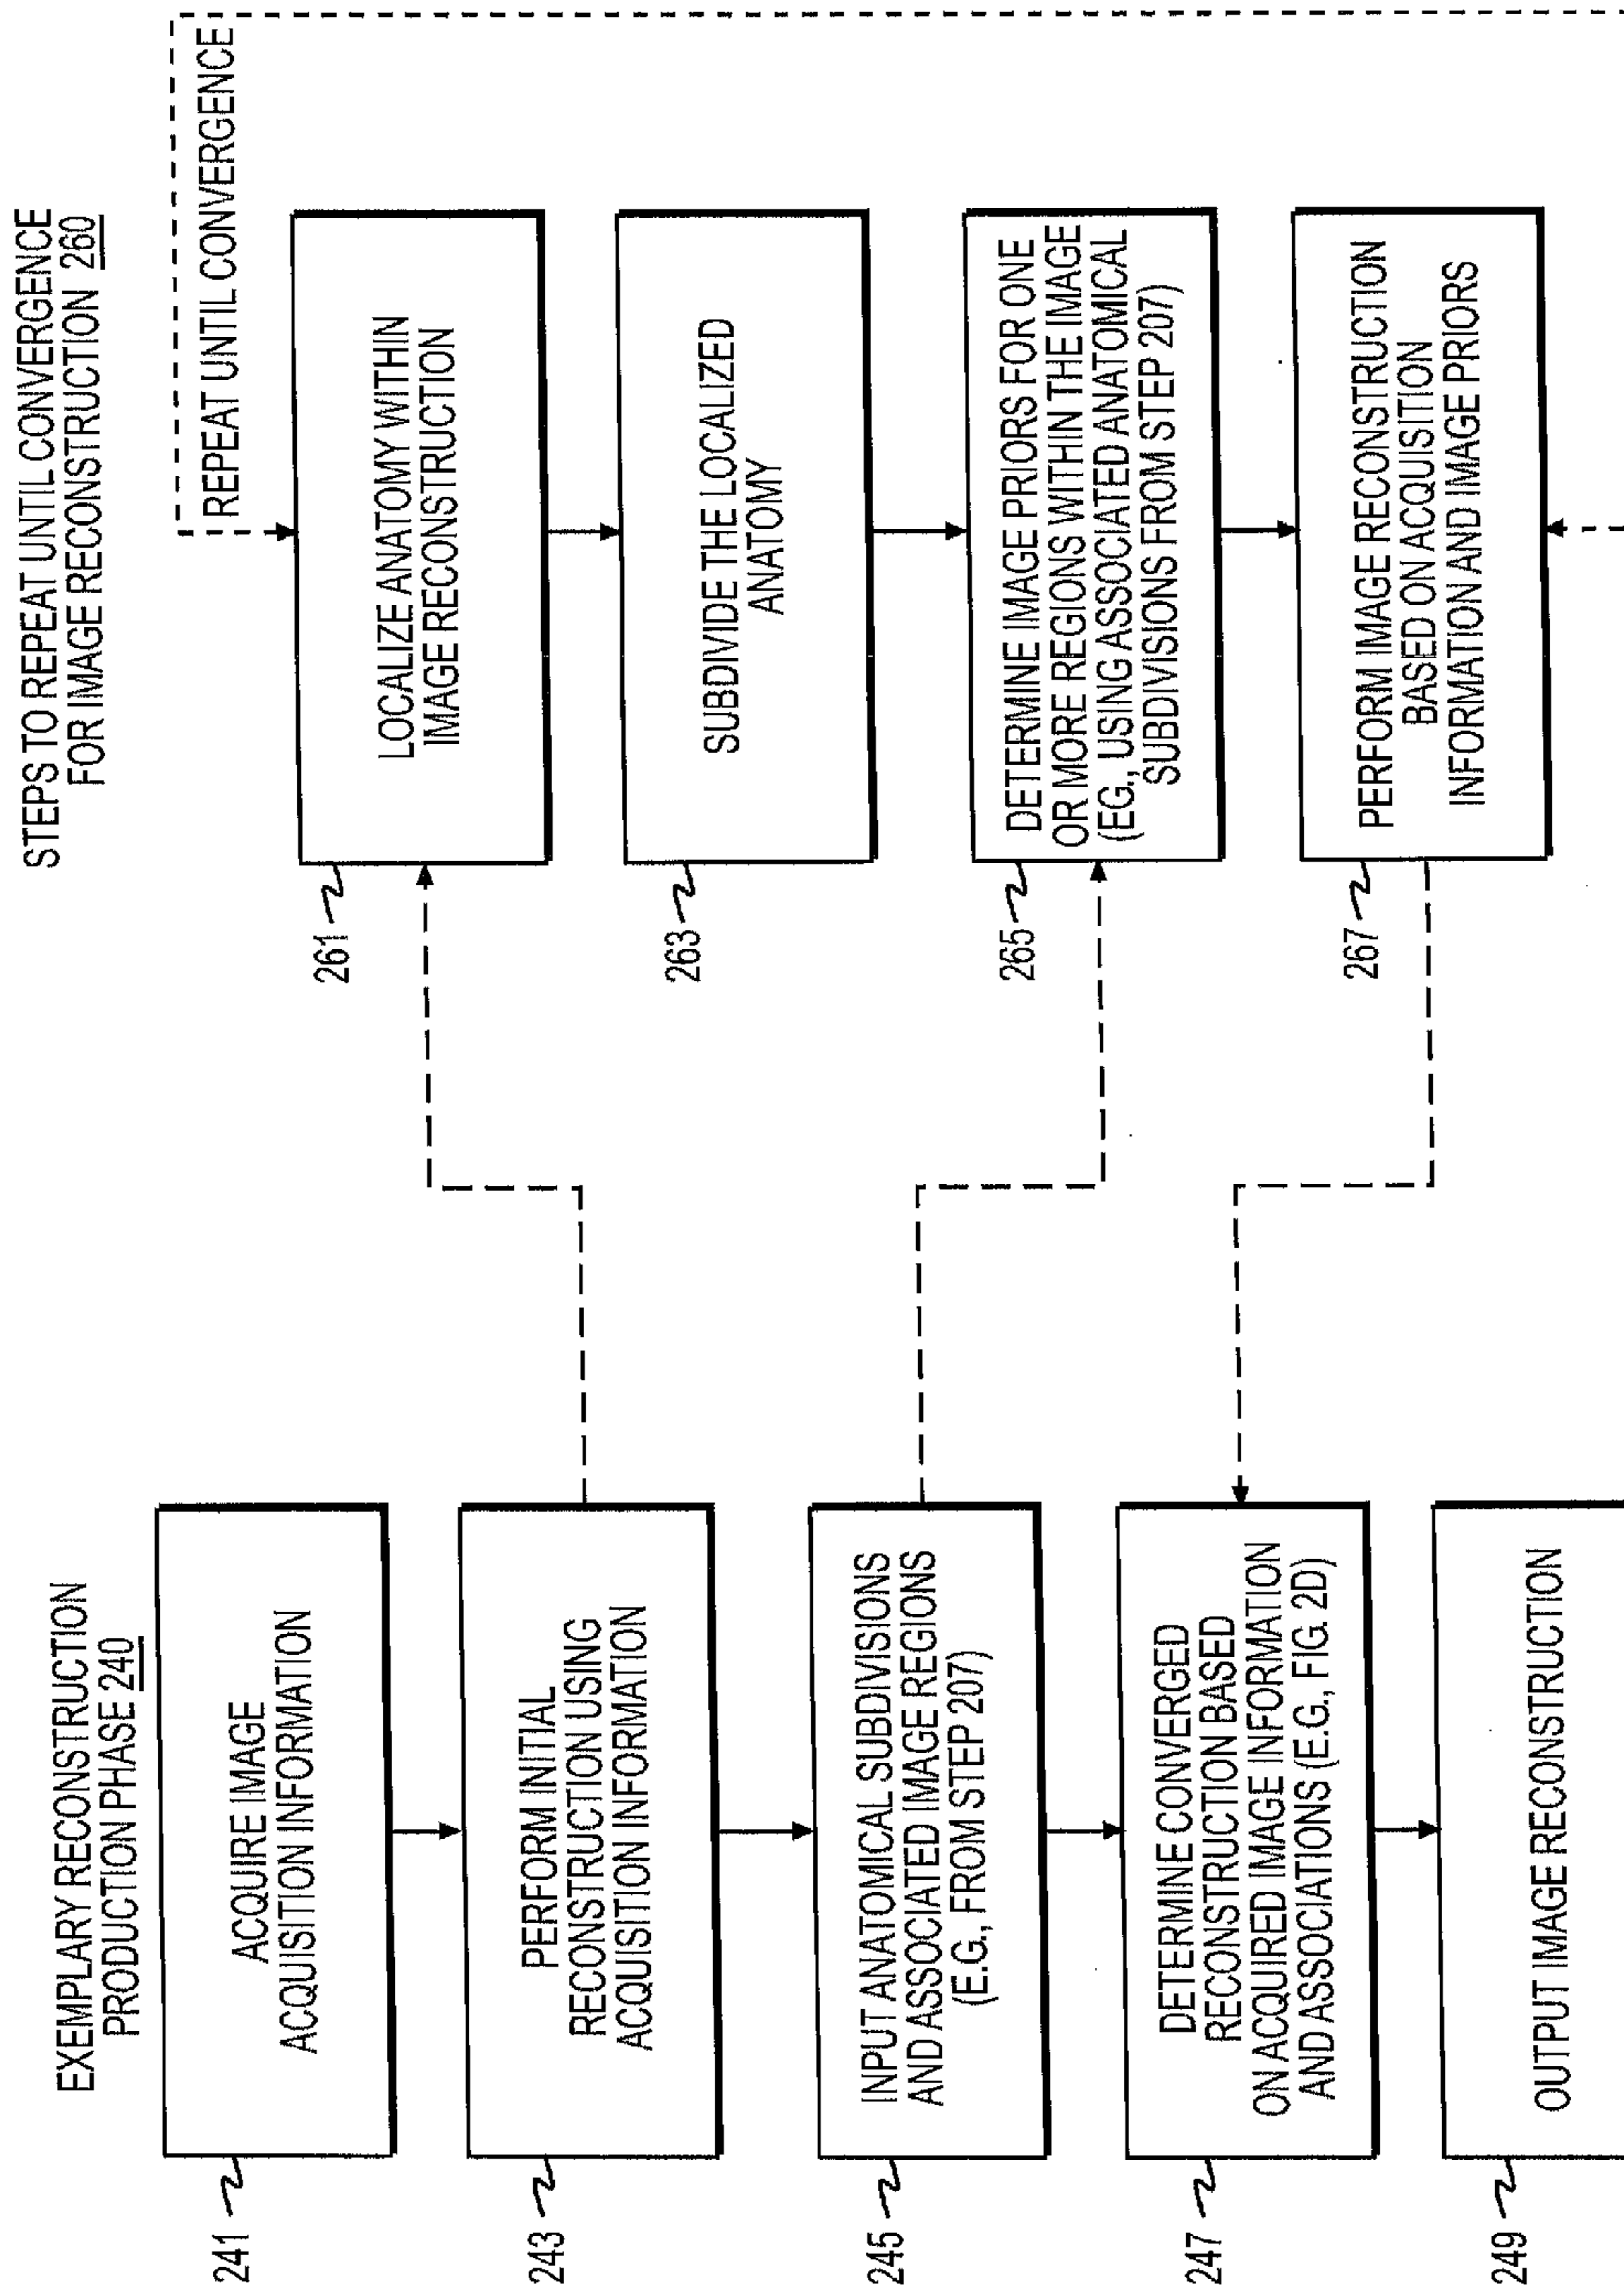 EXEMPLARY RECONSTRUCTION
PRODUCTION PHASE 240
241
ACQUIRE IMAGE
ACQUISITION INFORMATION
243
PERFORM INITIAL
RECONSTRUCTION USING
ACQUISITION INFORMATION
245
INPUT ANATOMICAL SUBDIVISIONS
AND ASSOCIATED IMAGE REGIONS
(E.G., FROM STEP 207)
247
DETERMINE CONVERGED
RECONSTRUCTION BASED
ON ACQUIRED IMAGE INFORMATION
AND ASSOCIATIONS (E.G., FIG. 2D)
249
OUTPUT IMAGE RECONSTRUCTION
STEPS TO REPEAT UNTIL CONVERGENCE
FOR IMAGE RECONSTRUCTION 260
REPEAT UNTIL CONVERGENCE
261
LOCALIZE ANATOMY WITHIN
IMAGE RECONSTRUCTION
263
SUBDIVIDE THE LOCALIZED
ANATOMY
265
DETERMINE IMAGE PRIORS FOR ONE
OR MORE REGIONS WITHIN THE IMAGE
(EG., USING ASSOCIATED ANATOMICAL
SUBDIVISIONS FROM STEP 207)
267
PERFORM IMAGE RECONSTRUCTION
BASED ON ACQUISITION
INFORMATION AND IMAGE PRIORS